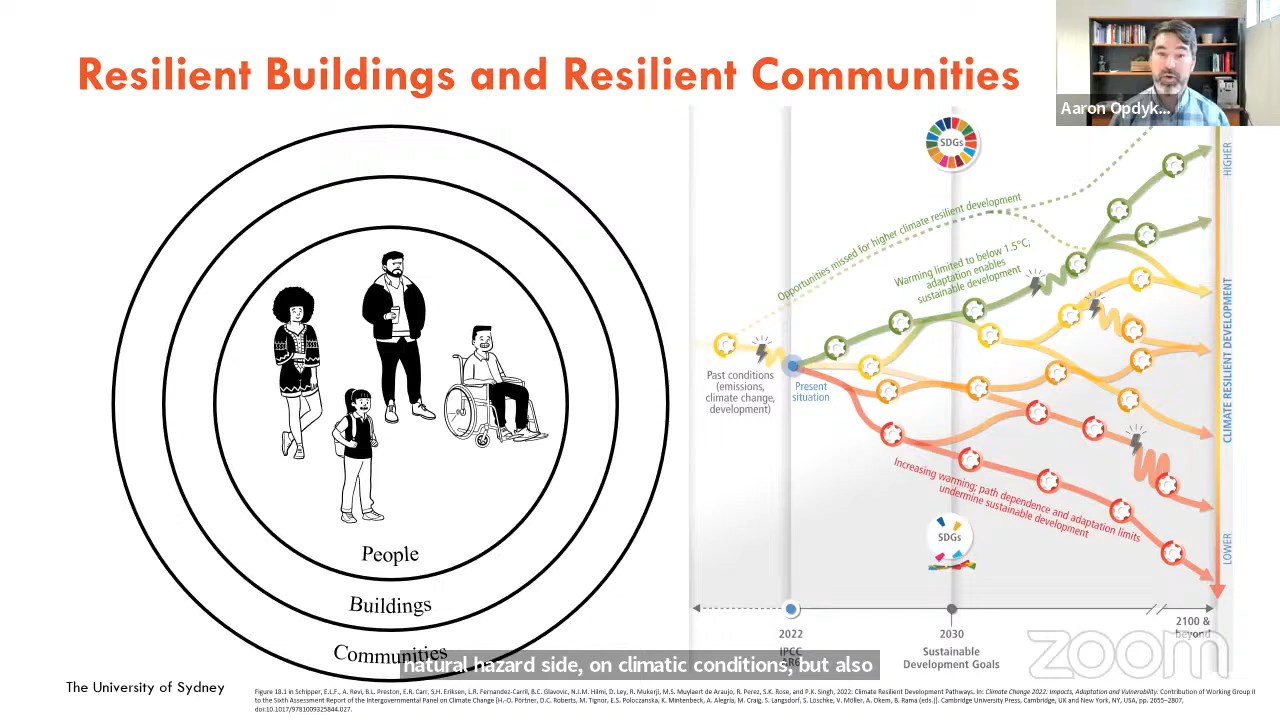 Resilient Buildings and Resilient Communities
Aaron Opdyk...
People
Buildings
Communities
SDGs
Opportunities missed for higher climate resilient development
Warming limited to below 1.5°C;
adaptation enables
sustainable development
Past conditions
(emissions,
climate change,
development)
Present
situation
Increasing warming; path dependence and adaptation limits
undermine sustainable development
SDGs
HIGHER
CLIMATE RESILIENT DEVELOPMENT
LOWER
2022
IPCC
2030
Sustainable
Development Goals
2100 &
beyond
zoom
natural hazard side, on climatic conditions, but also
The University of Sydney
Figure 18.1 in Schipper, E.L.F., A. Revi, B.L. Preston, E.R. Carr, S.H. Eriksen, L.R. Fernandez-Carril, B.C. Glavovic, N.J.M. Hilmi, D. Ley, R. Mukerji, M.S. Muylaert de Araujo, R. Perez, S.K. Rose, and P.K. Singh, 2022: Climate Resilient Development Pathways. In: Climate Change 2022: Impacts, Adaptation and Vulnerability. Contribution of Working Group II
to the Sixth Assessment Report of the Intergovernmental Panel on Climate Change [H.-O. Pörtner, D.C. Roberts, M. Tignor, E.S. Poloczanska, K. Mintenbeck, A. Alegría, M. Craig, S. Langsdorf, S. Löschke, V. Möller, A. Okem, B. Rama (eds.)]. Cambridge University Press, Cambridge, UK and New York, NY, USA, pp. 2655–2807,
doi:10.1017/9781009325844.027.